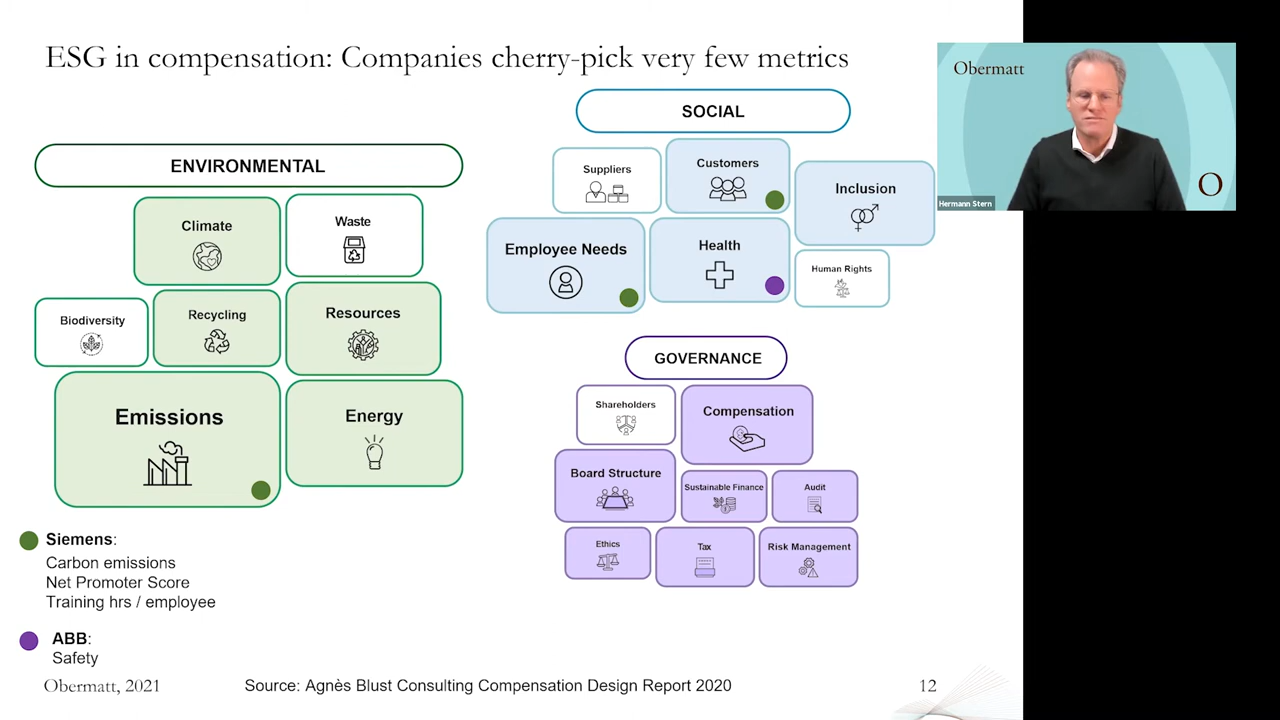 ESG in compensation: Companies cherry-pick very few metrics
ENVIRONMENTAL
Climate
Waste
Biodiversity
Recycling
Resources
Emissions
Energy
SOCIAL
Suppliers
Customers
Inclusion
Employee Needs
Health
Human Rights
GOVERNANCE
Shareholders
Compensation
Board Structure
Sustainable Finance
Audit
Ethics
Tax
Risk Management
Siemens:
Carbon emissions
Net Promoter Score
Training hrs / employee
ABB:
Safety
Obermatt, 2021
Source: Agnès Blust Consulting Compensation Design Report 2020
12
Obermatt
O
Hermann Stern